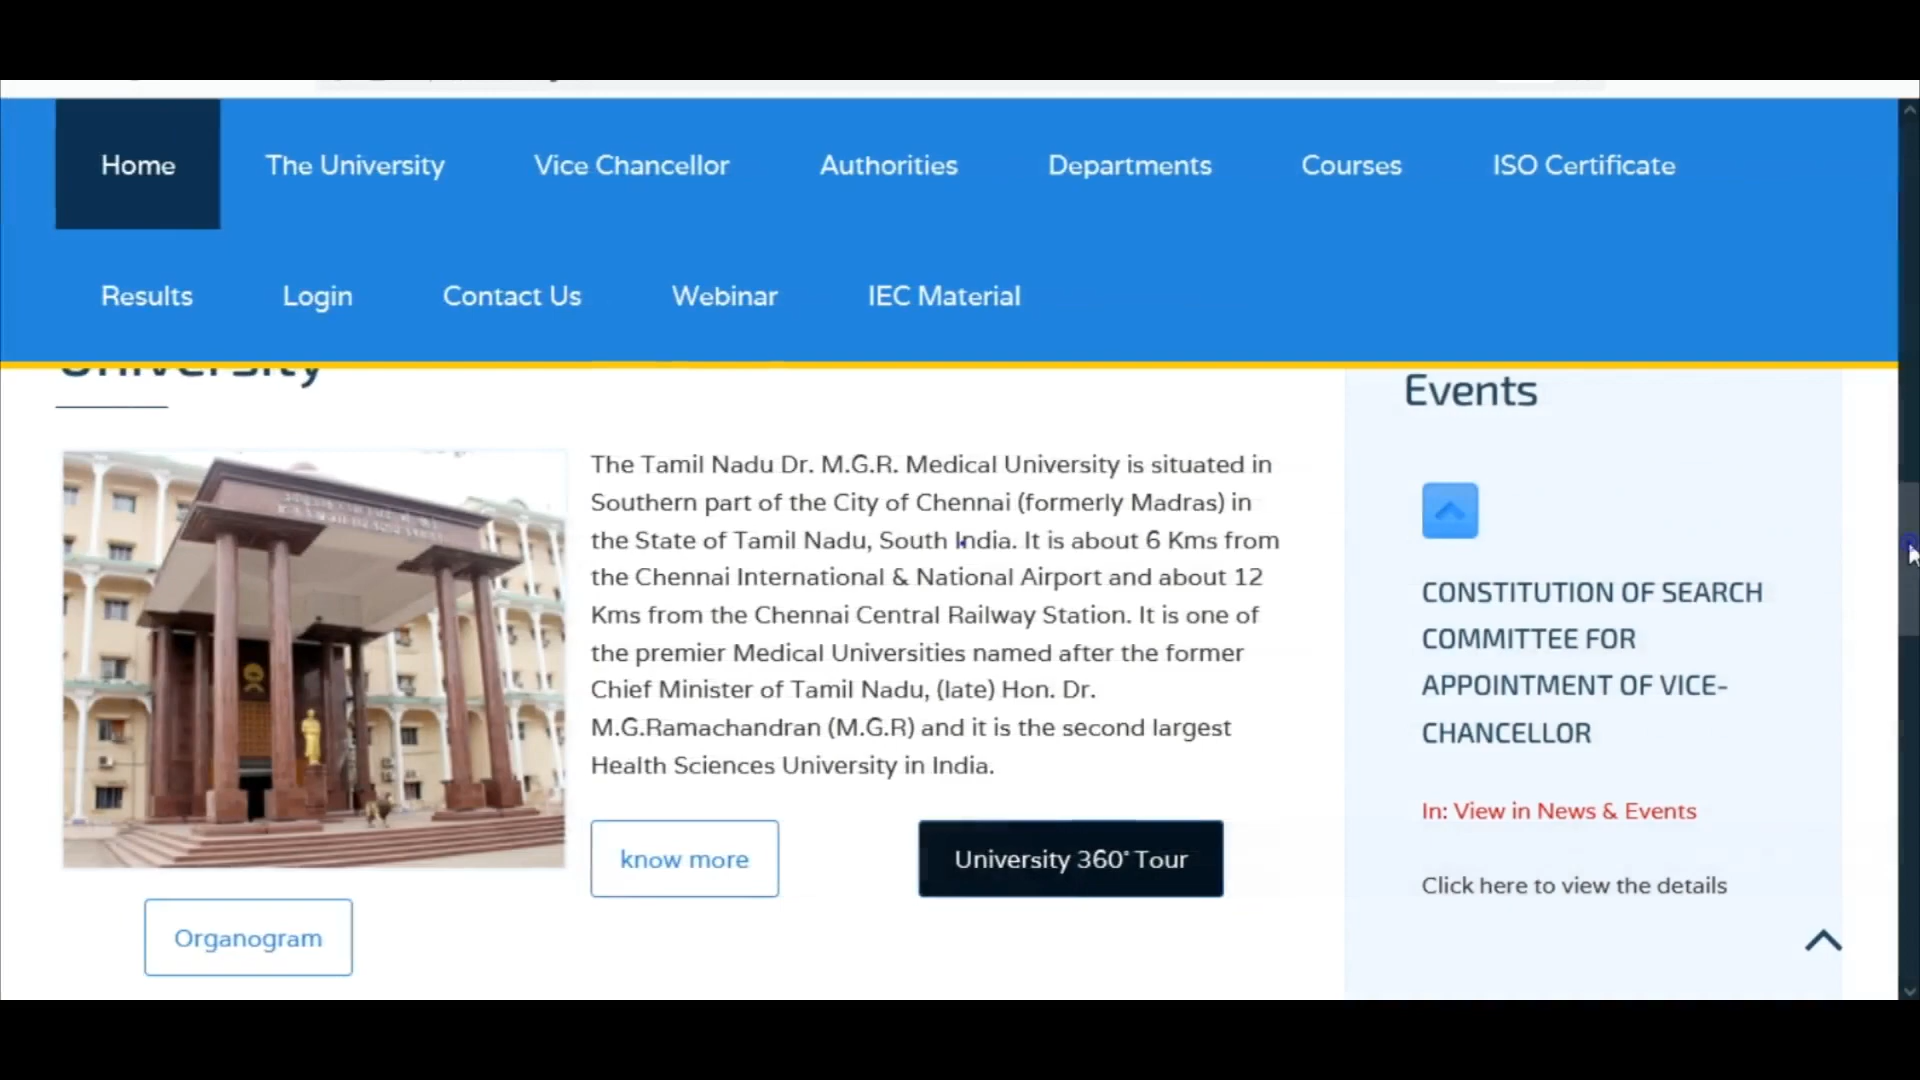 Home The University Vice Chancellor Authorities Departments Courses ISO Certificate
Results Login Contact Us Webinar IEC Material
University
The Tamil Nadu Dr. M.G.R. Medical University is situated in
Southern part of the City of Chennai (formerly Madras) in
the State of Tamil Nadu, South India. It is about 6 Kms from
the Chennai International & National Airport and about 12
Kms from the Chennai Central Railway Station. It is one of
the premier Medical Universities named after the former
Chief Minister of Tamil Nadu, (late) Hon. Dr.
M.G.Ramachandran (M.G.R) and it is the second largest
Health Sciences University in India.
know more
University 360° Tour
Organogram
Events
CONSTITUTION OF SEARCH
COMMITTEE FOR
APPOINTMENT OF VICE-
CHANCELLOR
In: View in News & Events
Click here to view the details